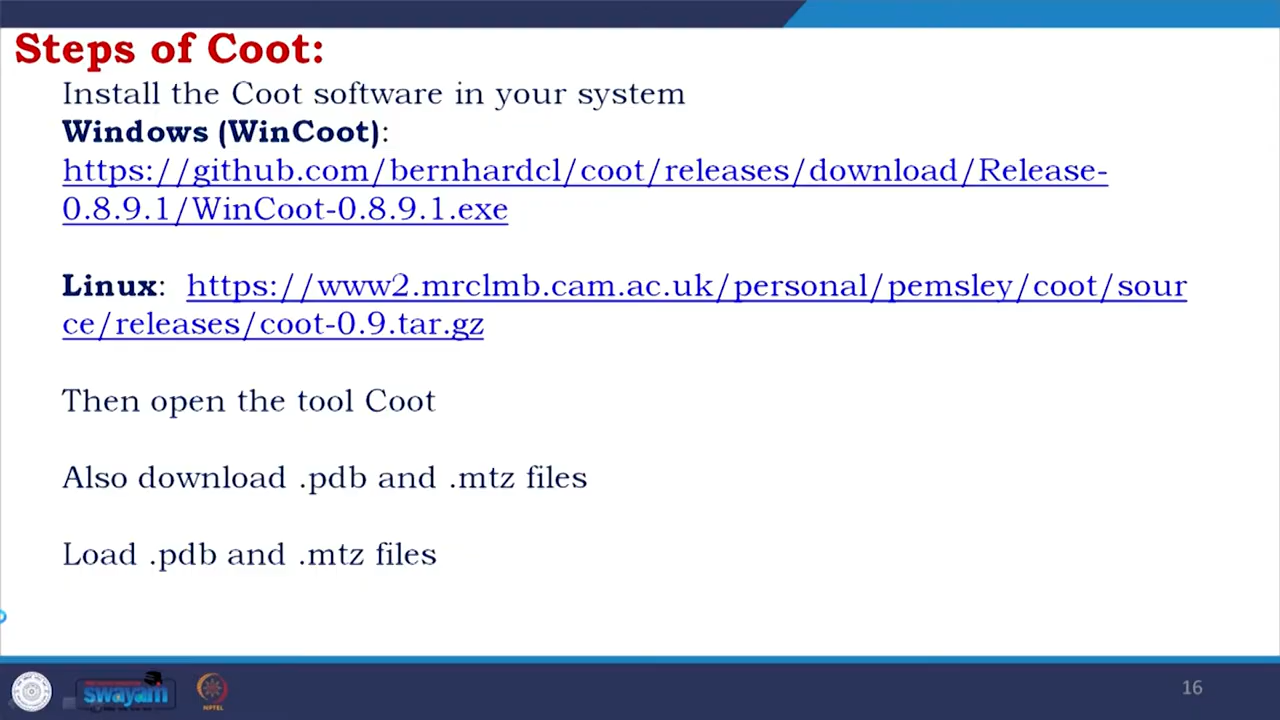 Steps of Coot:
Install the Coot software in your system
Windows (WinCoot):
https://github.com/bernhardcl/coot/releases/download/Release-
0.8.9.1/WinCoot-0.8.9.1.exe
Linux: https://www2.mrclmb.cam.ac.uk/personal/pemsley/coot/sour
ce/releases/coot-0.9.tar.gz
Then open the tool Coot
Also download .pdb and .mtz files
Load .pdb and .mtz files
swayam
NPTEL
16